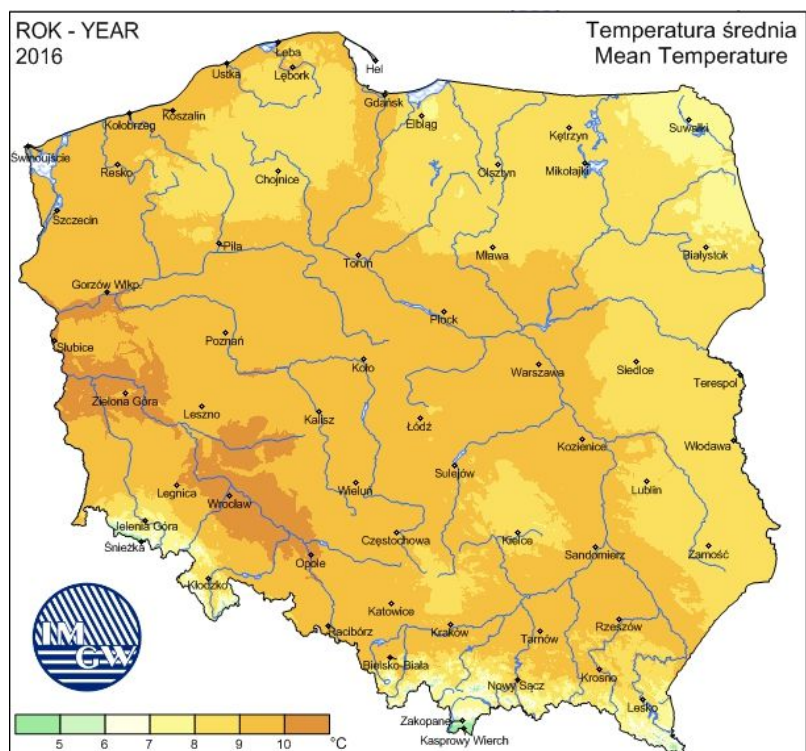 ROK - YEAR
2016
Temperatura średnia
Mean Temperature
Łeba
Ustka
Lębork
Hel
Gdańsk
Koszalin
Kołobrzeg
Elbląg
Kętrzyn
Suwałki
Świnoujście
Resko
Chojnice
Olsztyn
Mikołajki
Szczecin
Piła
Toruń
Mława
Białystok
Gorzów Wlkp.
Płock
Słubice
Poznań
Koło
Warszawa
Siedlce
Terespol
Zielona Góra
Leszno
Kalisz
Łódź
Kozienice
Włodawa
Sulejów
Legnica
Wrocław
Wieluń
Lublin
Jelenia Góra
Śnieżka
Częstochowa
Kielce
Sandomierz
Zamość
Opole
Kłodzko
Katowice
Racibórz
Kraków
Tarnów
Rzeszów
Bielsko-Biała
Nowy Sącz
Krosno
Lesko
Zakopane
Kasprowy Wierch
IM
GW
5 6 7 8 9 10 °C